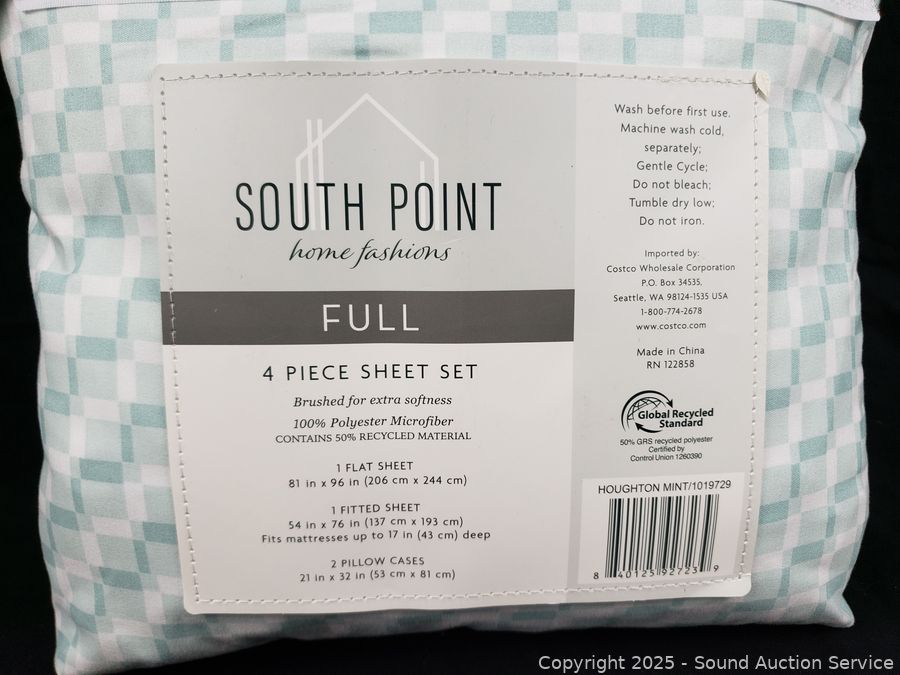 SOUTH POINT
home fashions
FULL
4 PIECE SHEET SET
Brushed for extra softness
100% Polyester Microfiber
CONTAINS 50% RECYCLED MATERIAL
1 FLAT SHEET
81 in x 96 in (206 cm x 244 cm)
1 FITTED SHEET
54 in x 76 in (137 cm x 193 cm)
Fits mattresses up to 17 in (43 cm) deep
2 PILLOW CASES
21 in x 32 in (53 cm x 81 cm)
Wash before first use.
Machine wash cold,
separately;
Gentle Cycle;
Do not bleach;
Tumble dry low;
Do not iron.
Imported by:
Costco Wholesale Corporation
P.O. Box 34535,
Seattle, WA 98124-1535 USA
1-800-774-2678
www.costco.com
Made in China
RN 122858
Global Recycled
Standard
50% GRS recycled polyester
Certified by
Control Union 1260390
HOUGHTON MINT/1019729
8 40125 92723 9
Copyright 2025 - Sound Auction Service